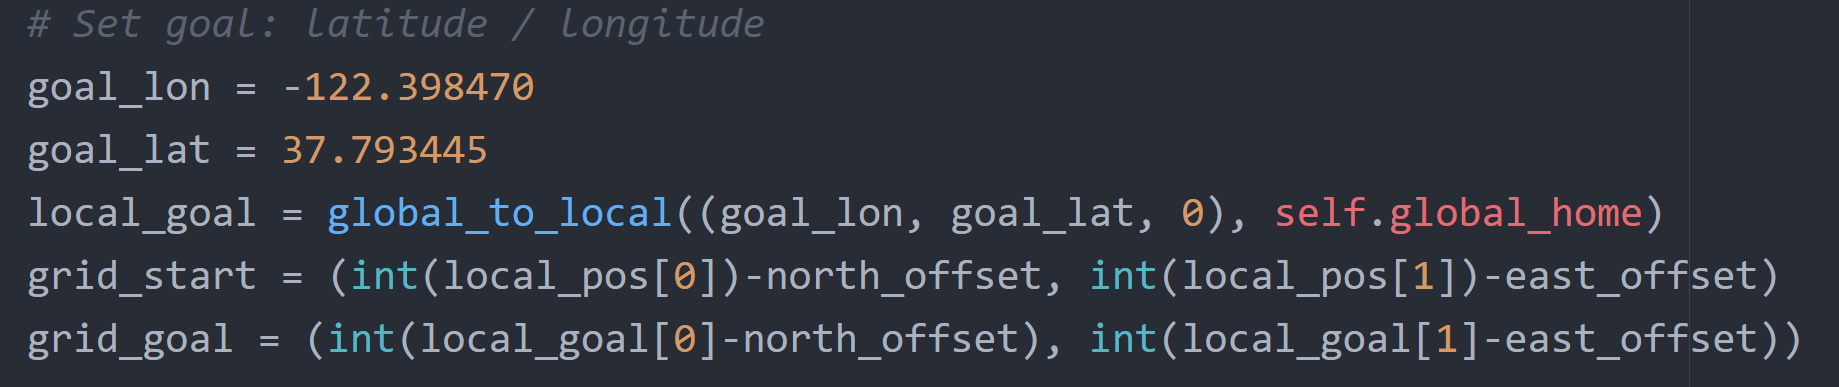 # Set goal: latitude / longitude
goal_lon = -122.398470
goal_lat = 37.793445
local_goal = global_to_local((goal_lon, goal_lat, 0), self.global_home)
grid_start = (int(local_pos[0])-north_offset, int(local_pos[1])-east_offset)
grid_goal = (int(local_goal[0]-north_offset), int(local_goal[1]-east_offset))